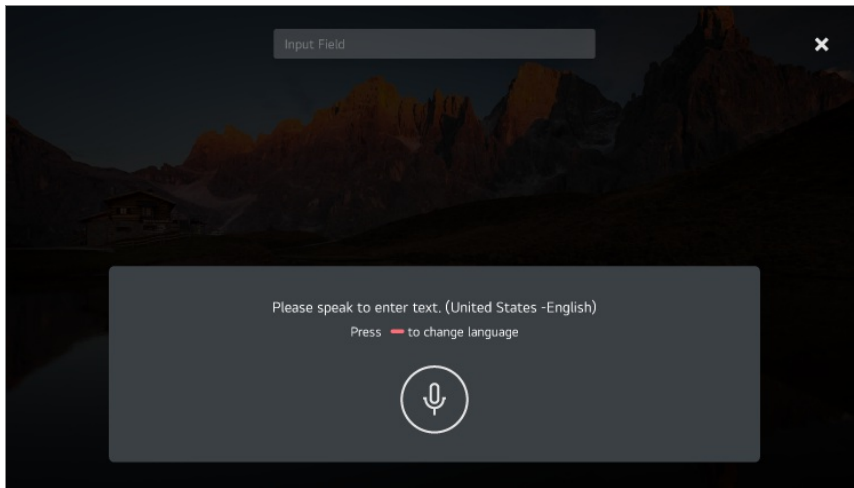 Input Field
Please speak to enter text. (United States -English)
Press to change language